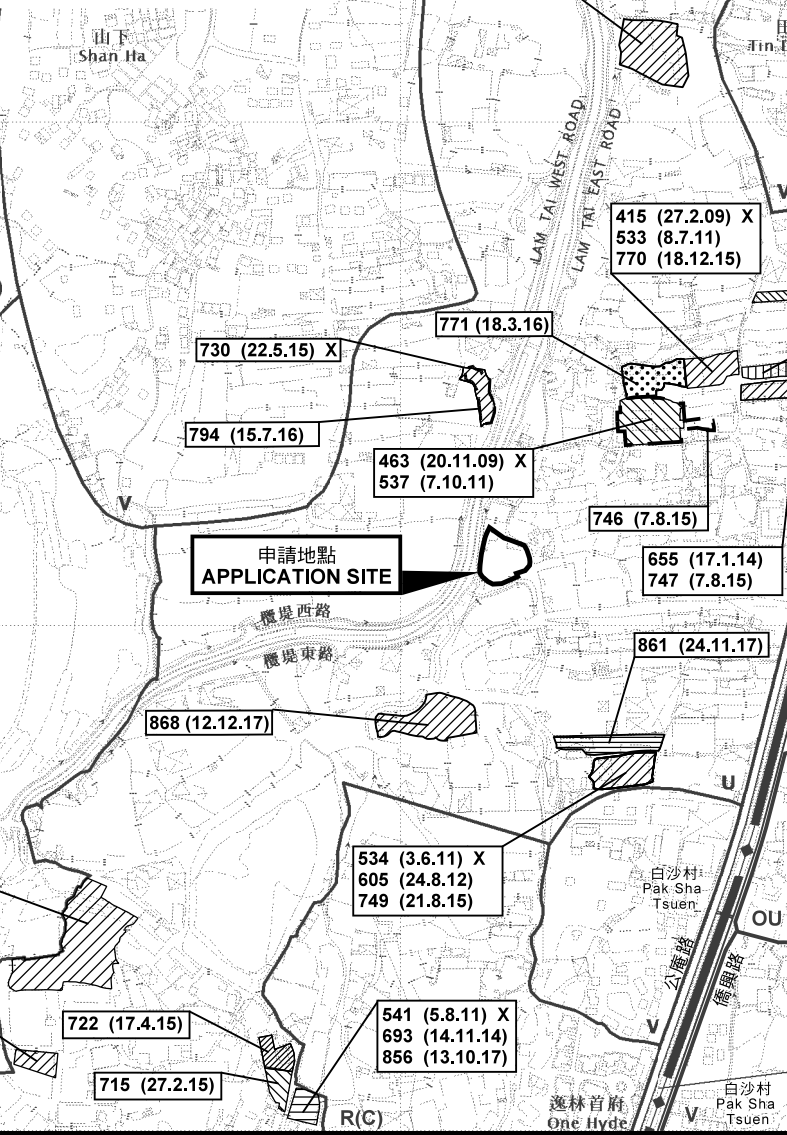 山下
Shan Ha
LAM TAI WEST ROAD
LAM TAI EAST ROAD
415 (27.2.09) X
533 (8.7.11)
770 (18.12.15)
771 (18.3.16)
730 (22.5.15) X
794 (15.7.16)
463 (20.11.09) X
537 (7.10.11)
746 (7.8.15)
V
申請地點
APPLICATION SITE
655 (17.1.14)
747 (7.8.15)
欖堤西路
欖堤東路
861 (24.11.17)
868 (12.12.17)
U
534 (3.6.11) X
605 (24.8.12)
749 (21.8.15)
白沙村
Pak Sha
Tsuen
OU
公庵路
僑興路
541 (5.8.11) X
693 (14.11.14)
856 (13.10.17)
722 (17.4.15)
V
715 (27.2.15)
R(C)
逸林首府
One Hyde
V
白沙村
Pak Sha
Tsuen